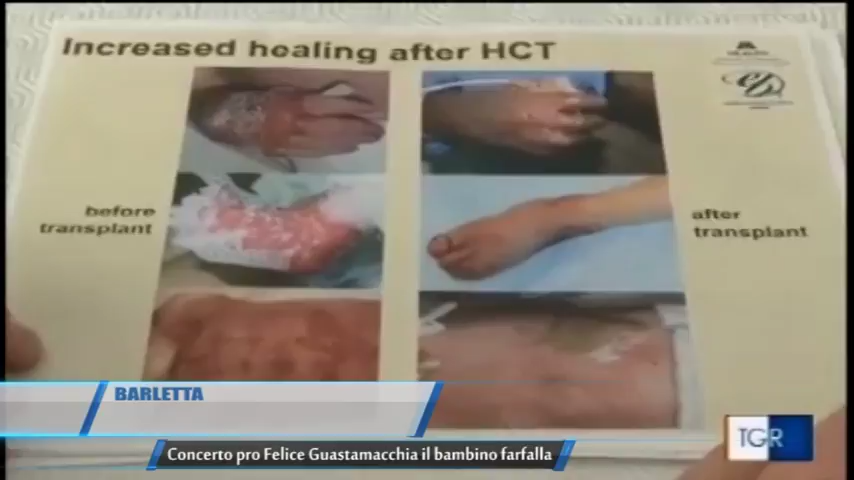 Increased healing after HCT
before
transplant
after
transplant
BARLETTA
Concerto pro Felice Guastamacchia il bambino farfalla
TGR